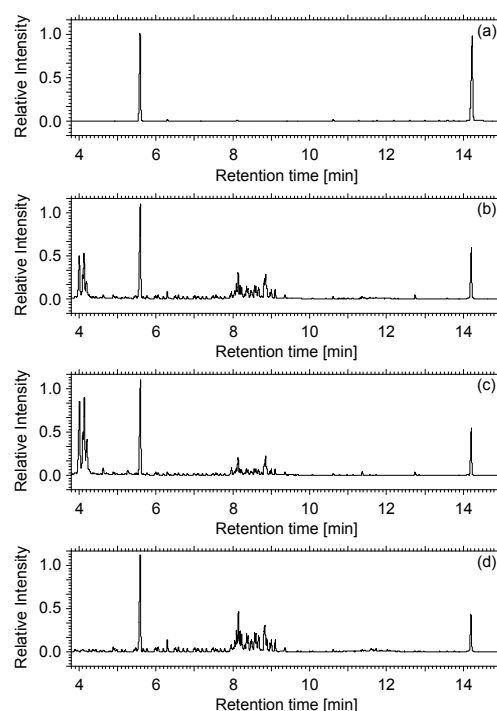 (a)
Relative Intensity
1.0
0.5
0.0
4 6 8 10 12 14
Retention time [min]
(b)
Relative Intensity
1.0
0.5
0.0
4 6 8 10 12 14
Retention time [min]
(c)
Relative Intensity
1.0
0.5
0.0
4 6 8 10 12 14
Retention time [min]
(d)
Relative Intensity
1.0
0.5
0.0
4 6 8 10 12 14
Retention time [min]